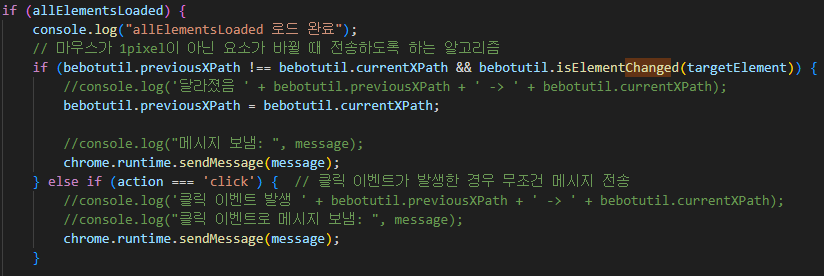 if (allElementsLoaded) {
    console.log("allElementsLoaded 로드 완료");
    // 마우스가 1pixel이 아닌 요소가 바뀔 때 전송하도록 하는 알고리즘
    if (bebotutil.previousXPath !== bebotutil.currentXPath && bebotutil.isElementChanged(targetElement)) {
        //console.log('달라졌음 ' + bebotutil.previousXPath + ' -> ' + bebotutil.currentXPath);
        bebotutil.previousXPath = bebotutil.currentXPath;

        //console.log("메시지 보냄: ", message);
        chrome.runtime.sendMessage(message);
    } else if (action === 'click') {  // 클릭 이벤트가 발생한 경우 무조건 메시지 전송
        //console.log('클릭 이벤트 발생 ' + bebotutil.previousXPath + ' -> ' + bebotutil.currentXPath);
        //console.log("클릭 이벤트로 메시지 보냄: ", message);
        chrome.runtime.sendMessage(message);
    }